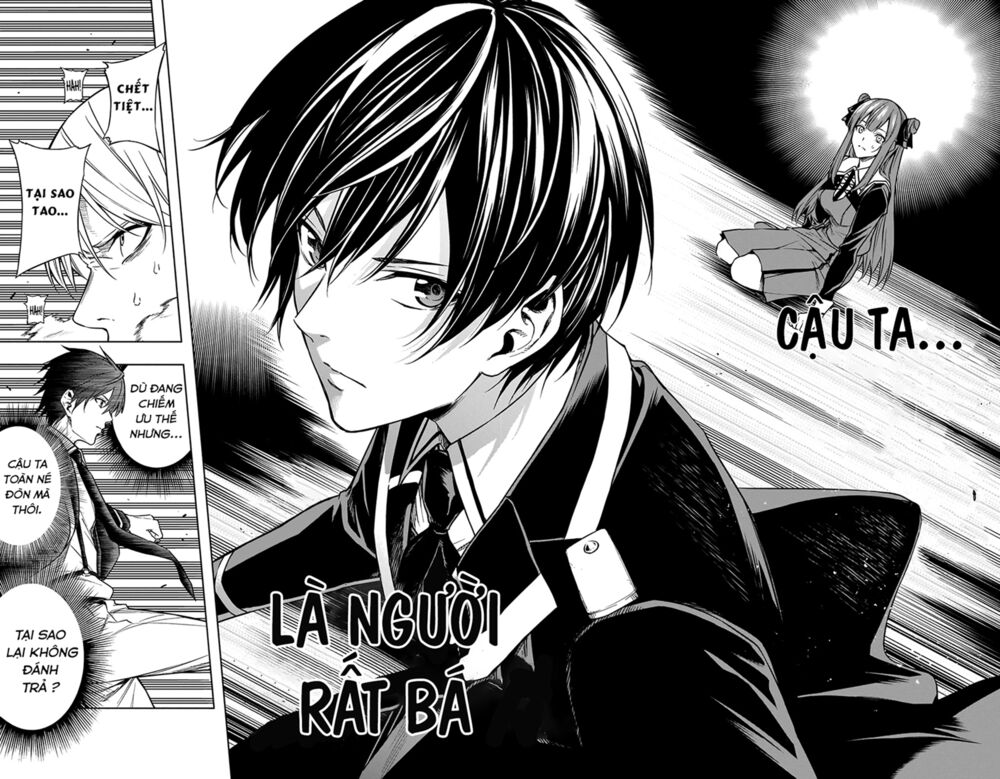 CẬU TA...
LÀ NGƯỜI
RẤT BÁ
CHẾT
TIỆT...
HAH!
TẠI SAO
TAO...
HAH!
DÙ ĐANG
CHIẾM
ƯU THẾ
NHƯNG...
CẬU TA
TOÀN NÉ
ĐÒN MÀ
THÔI.
TẠI SAO
LẠI KHÔNG
ĐÁNH
TRẢ ?